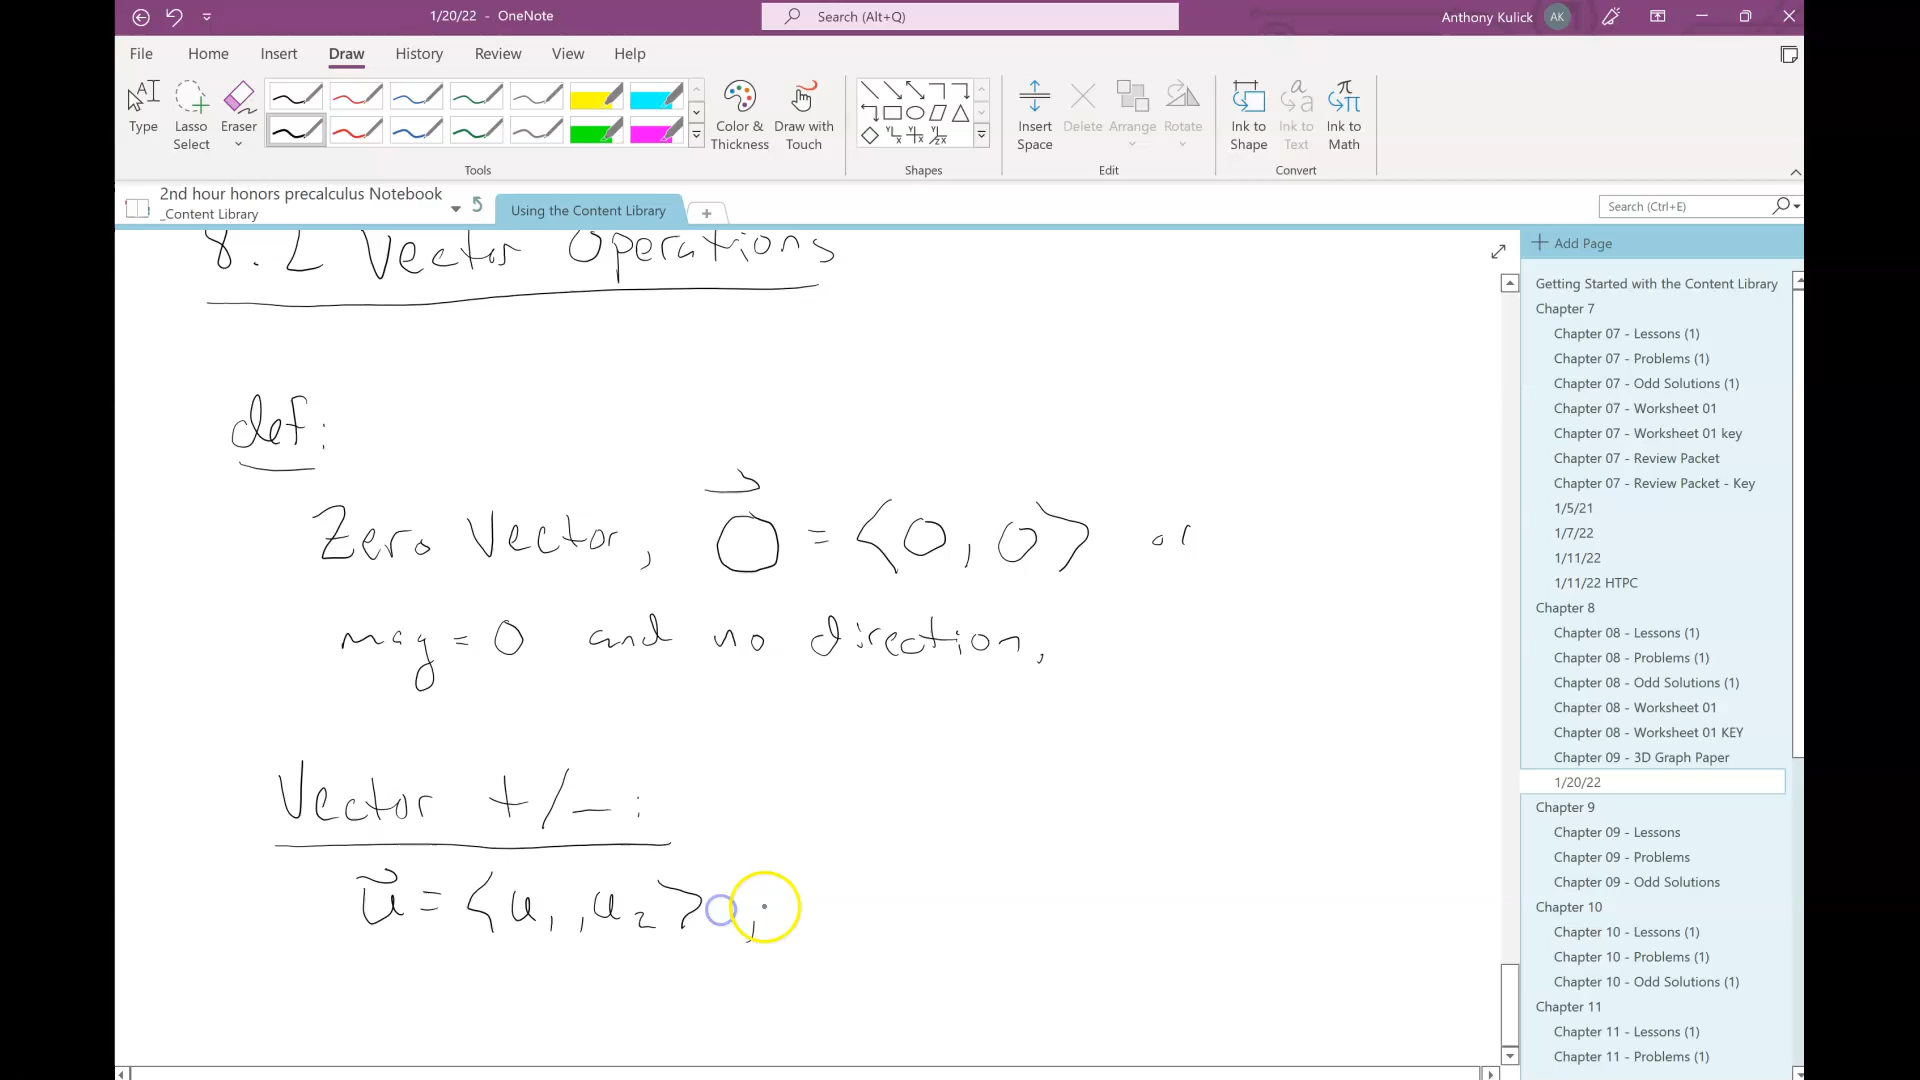 1/20/22 - OneNote
Search (Alt+Q)
Anthony Kulick
AK
File Home Insert Draw History Review View Help
Type
Lasso Select
Eraser
Color & Thickness
Draw with Touch
Insert Space
Delete
Arrange
Rotate
Ink to Shape
Ink to Text
Ink to Math
Tools
Shapes
Edit
Convert
2nd hour honors precalculus Notebook
_Content Library
Using the Content Library
Search (Ctrl+E)
8.2 Vector Operations
def:
Zero Vector, 0⃗ = ⟨0, 0⟩ or
mag = 0 and no direction.
Vector +/- :
u⃗ = ⟨u₁, u₂⟩ ,
Add Page
Getting Started with the Content Library
Chapter 7
Chapter 07 - Lessons (1)
Chapter 07 - Problems (1)
Chapter 07 - Odd Solutions (1)
Chapter 07 - Worksheet 01
Chapter 07 - Worksheet 01 key
Chapter 07 - Review Packet
Chapter 07 - Review Packet - Key
1/5/21
1/7/22
1/11/22
1/11/22 HTPC
Chapter 8
Chapter 08 - Lessons (1)
Chapter 08 - Problems (1)
Chapter 08 - Odd Solutions (1)
Chapter 08 - Worksheet 01
Chapter 08 - Worksheet 01 KEY
Chapter 09 - 3D Graph Paper
1/20/22
Chapter 9
Chapter 09 - Lessons
Chapter 09 - Problems
Chapter 09 - Odd Solutions
Chapter 10
Chapter 10 - Lessons (1)
Chapter 10 - Problems (1)
Chapter 10 - Odd Solutions (1)
Chapter 11
Chapter 11 - Lessons (1)
Chapter 11 - Problems (1)